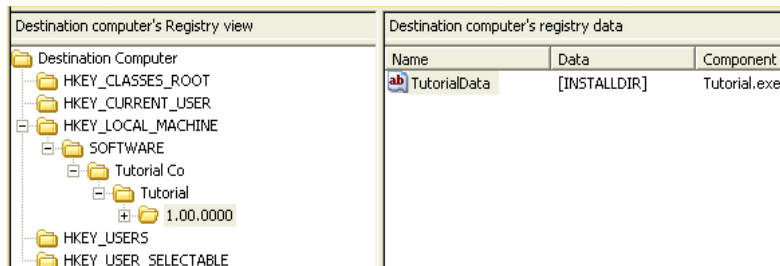 Destination computer's Registry view
Destination Computer
HKEY_CLASSES_ROOT
HKEY_CURRENT_USER
HKEY_LOCAL_MACHINE
SOFTWARE
Tutorial Co
Tutorial
1.00.0000
HKEY_USERS
HKEY_USER_SELECTABLE
Destination computer's registry data
Name Data Component
ab TutorialData [INSTALLDIR] Tutorial.exe